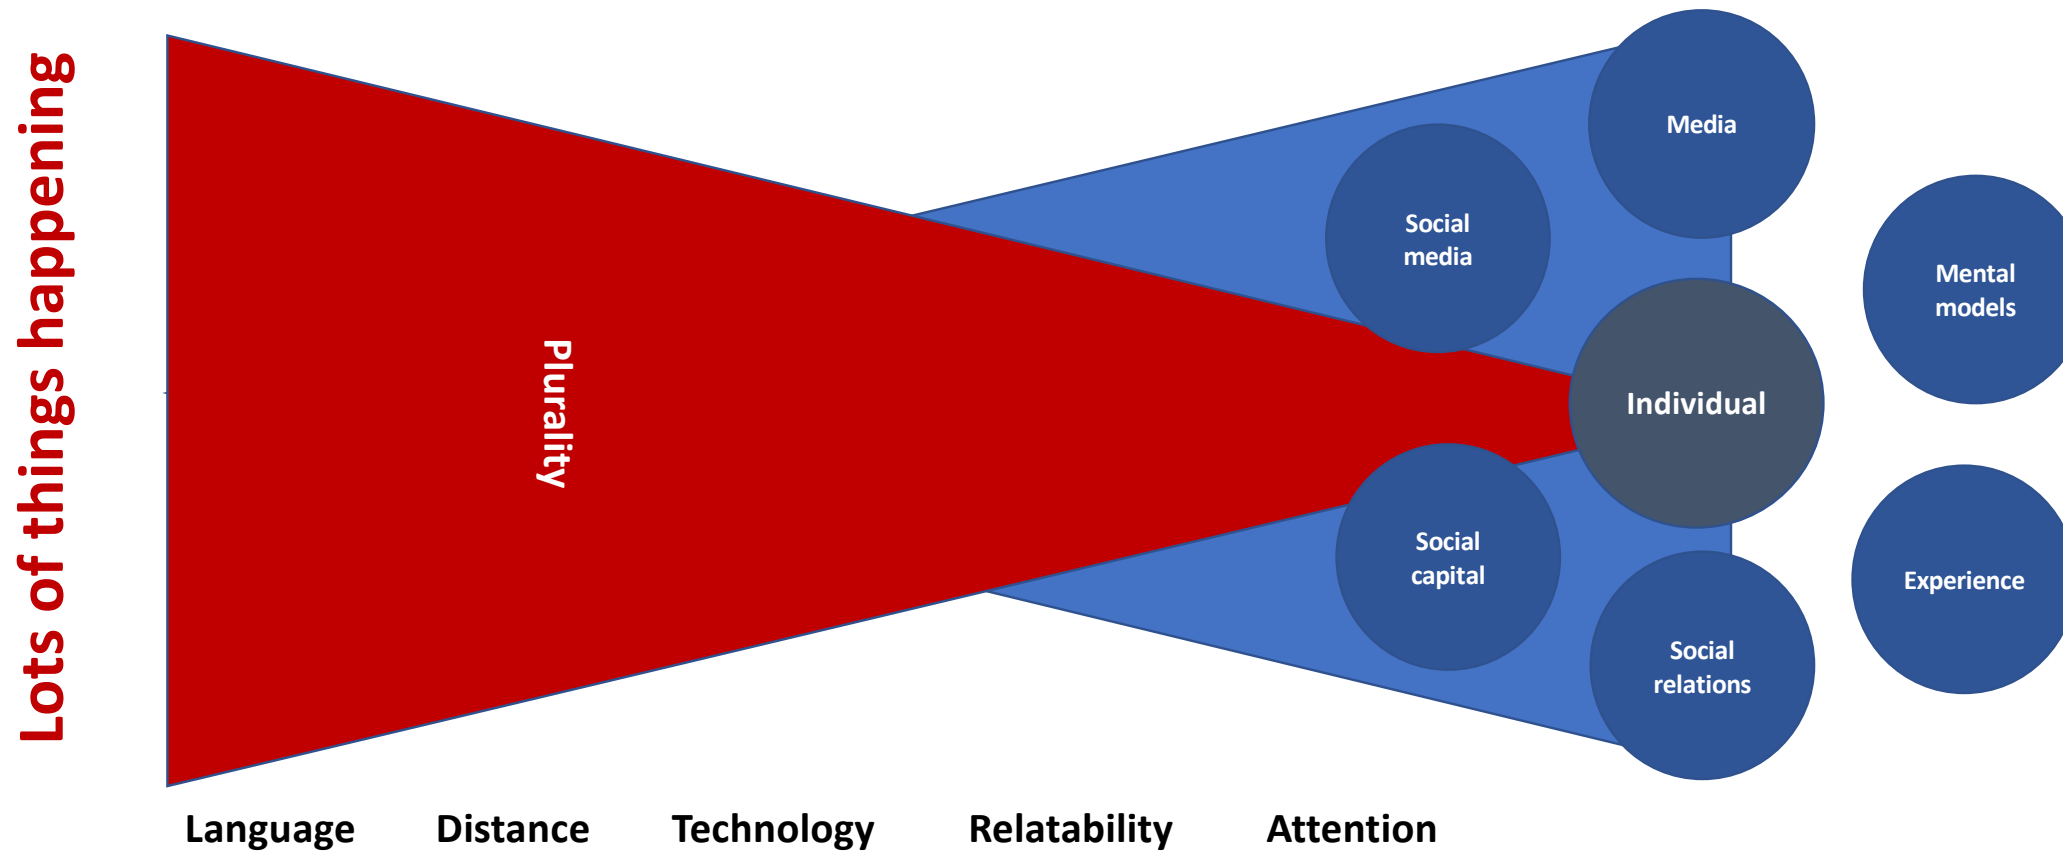 Lots of things happening
Plurality
Media
Social
media
Mental
models
Individual
Social
capital
Experience
Social
relations
Language Distance Technology Relatability Attention